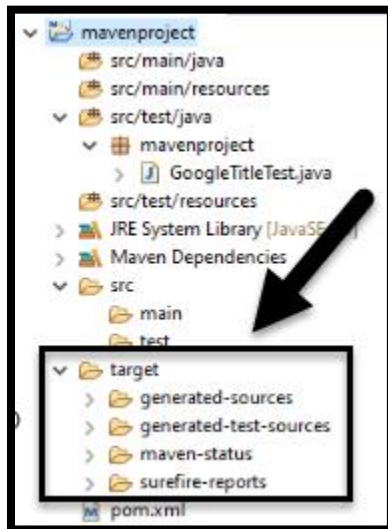 mavenproject
src/main/java
src/main/resources
src/test/java
mavenproject
GoogleTitleTest.java
src/test/resources
JRE System Library [JavaSE
Maven Dependencies
src
main
test
target
generated-sources
generated-test-sources
maven-status
surefire-reports
pom.xml